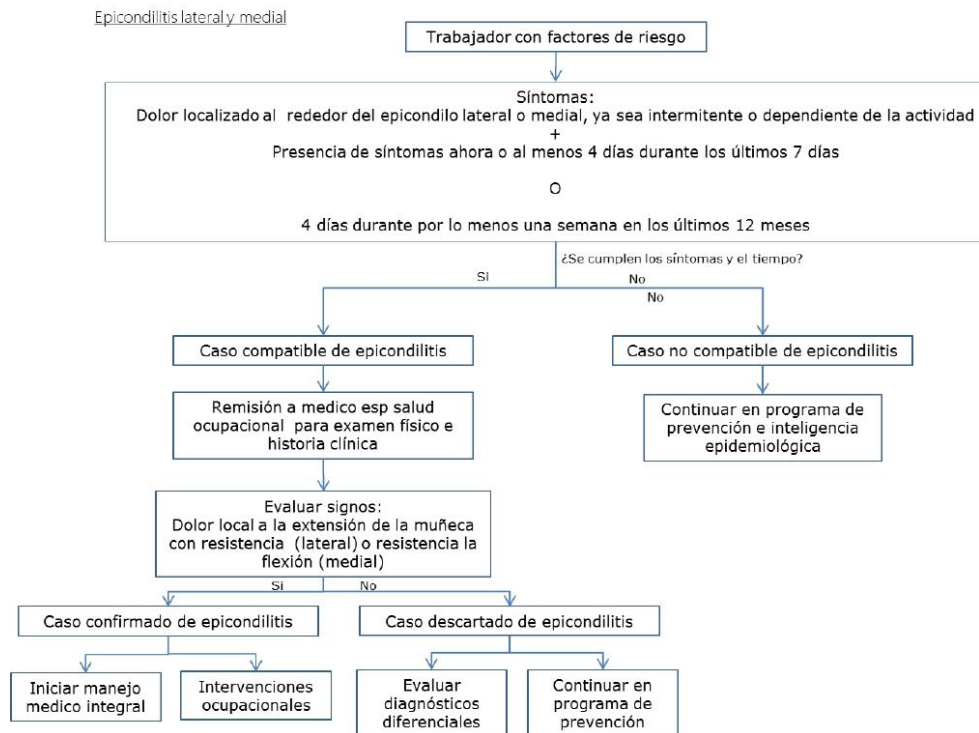 Epicondilitis lateral y medial
Trabajador con factores de riesgo
Síntomas:
Dolor localizado al rededor del epicondilo lateral o medial, ya sea intermitente o dependiente de la actividad
+
Presencia de síntomas ahora o al menos 4 días durante los últimos 7 días
O
4 días durante por lo menos una semana en los últimos 12 meses
¿Se cumplen los síntomas y el tiempo?
Si
No
No
Caso compatible de epicondilitis
Caso no compatible de epicondilitis
Remisión a medico esp salud
ocupacional para examen físico e
historia clínica
Continuar en programa de
prevención e inteligencia
epidemiológica
Evaluar signos:
Dolor local a la extensión de la muñeca
con resistencia (lateral) o resistencia la
flexión (medial)
Si
No
Caso confirmado de epicondilitis
Caso descartado de epicondilitis
Iniciar manejo
medico integral
Intervenciones
ocupacionales
Evaluar
diagnósticos
diferenciales
Continuar en
programa de
prevención